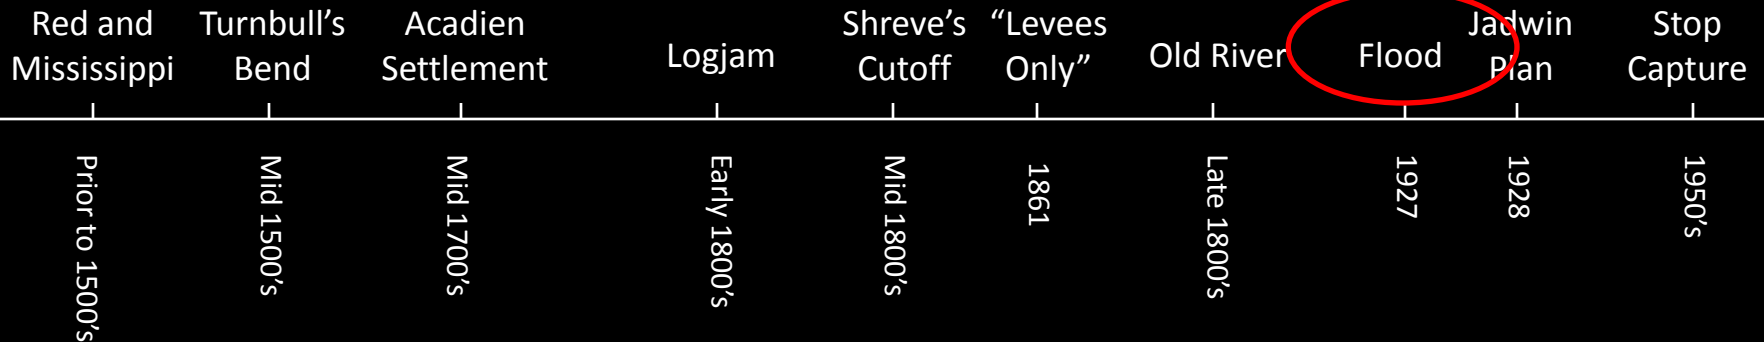 Red and
Mississippi
Turnbull’s
Bend
Acadien
Settlement
Logjam
Shreve’s
Cutoff
“Levees
Only”
Old River
Flood
Jadwin
Plan
Stop
Capture
Prior to 1500’s
Mid 1500’s
Mid 1700’s
Early 1800’s
Mid 1800’s
1861
Late 1800’s
1927
1928
1950’s